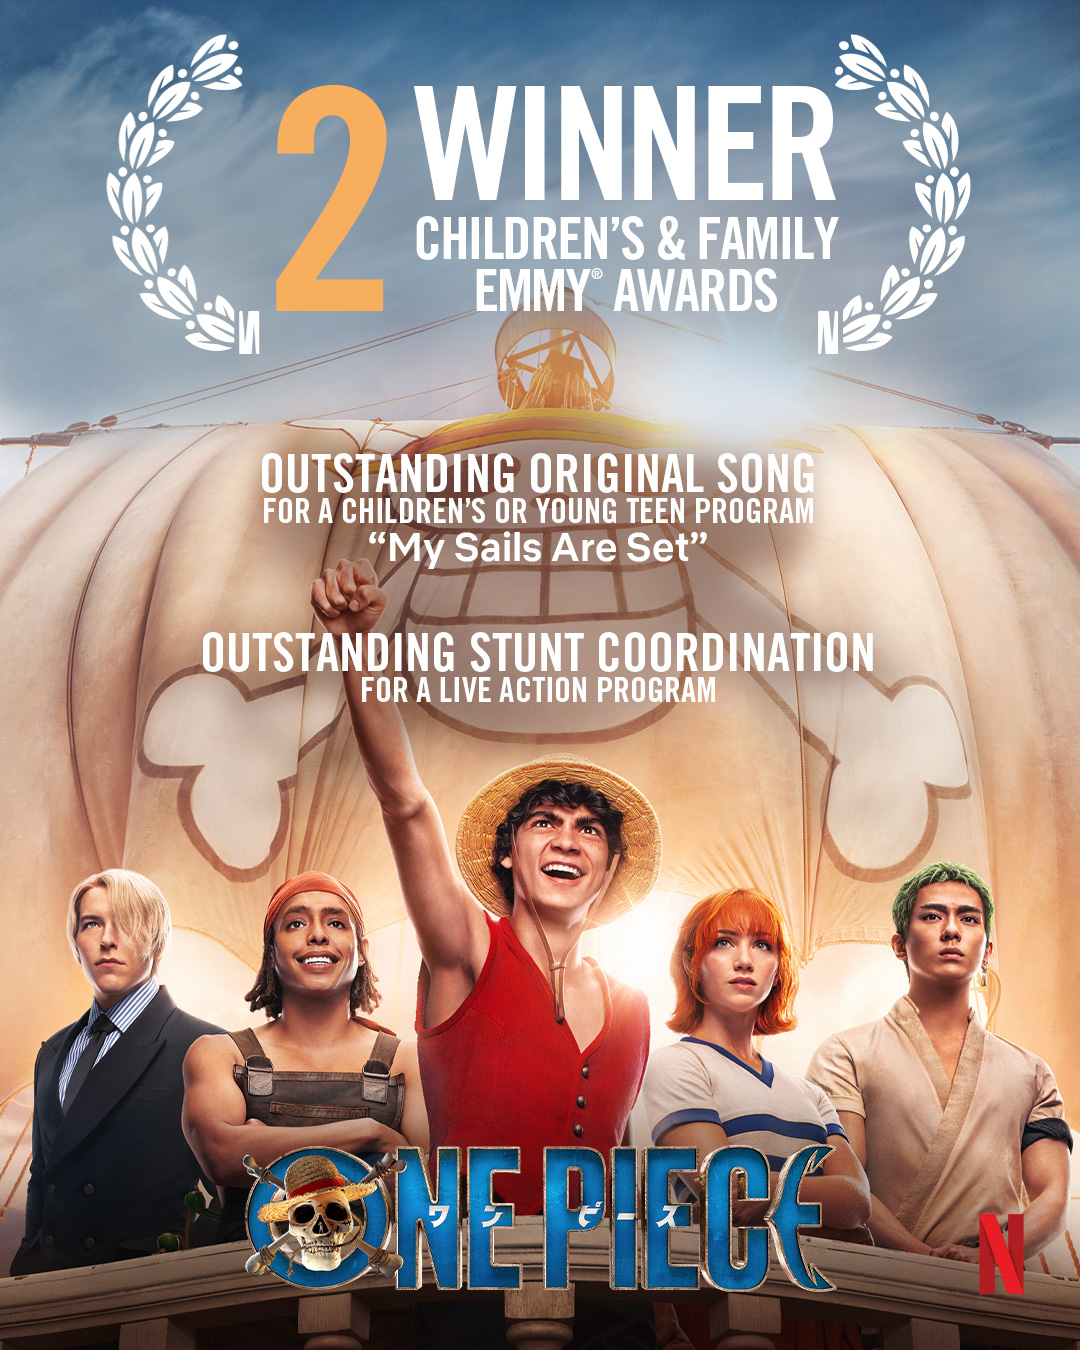 2 WINNER
CHILDREN'S & FAMILY
EMMY® AWARDS
OUTSTANDING ORIGINAL SONG
FOR A CHILDREN'S OR YOUNG TEEN PROGRAM
“My Sails Are Set”
OUTSTANDING STUNT COORDINATION
FOR A LIVE ACTION PROGRAM
ONE PIECE
ワンピース
N